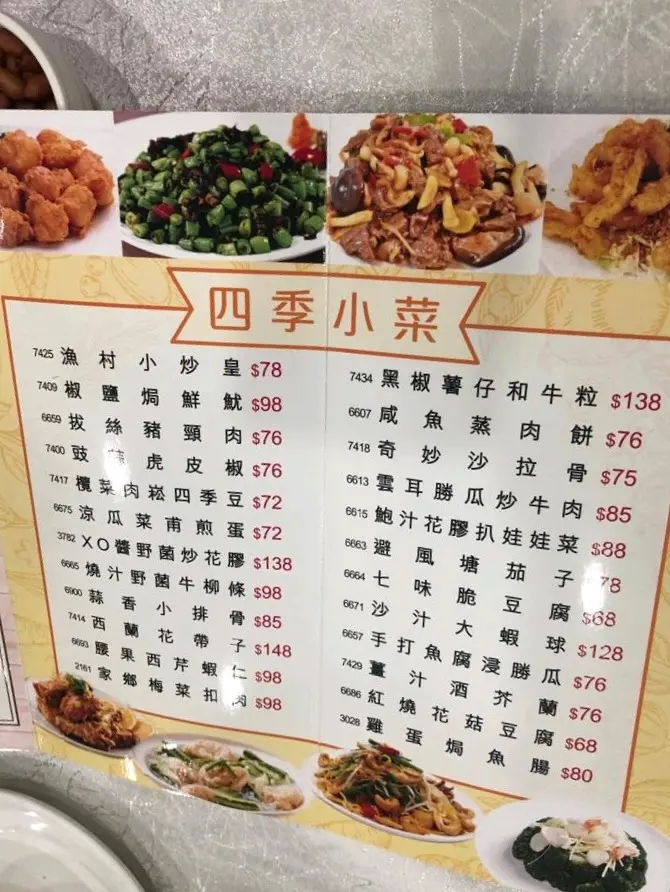 四季小菜
7425 漁村小炒皇 $78
7409 椒鹽焗鮮魷 $98
6659 拔絲豬頸肉 $76
7400 豉 虎皮椒 $76
7417 欖菜肉崧四季豆 $72
6675 涼瓜菜甫煎蛋 $72
3782 XO醬野菌炒花膠 $138
6665 燒汁野菌牛柳條 $98
6900 蒜香小排骨 $85
7414 西蘭花帶子 $148
6693 腰果西芹蝦仁 $98
2161 家鄉梅菜扣肉 $98
7434 黑椒薯仔和牛粒 $138
6607 咸魚蒸肉餅 $76
7418 奇妙沙拉骨 $75
6613 雲耳勝瓜炒牛肉 $85
6615 鮑汁花膠扒娃娃菜 $88
6663 避風塘茄子 $78
6664 七味脆豆腐 $68
6671 沙汁大蝦球 $128
6657 手打魚腐浸勝瓜 $76
7429 薑汁酒芥蘭 $76
6686 紅燒花菇豆腐 $68
3028 雞蛋焗魚腸 $80